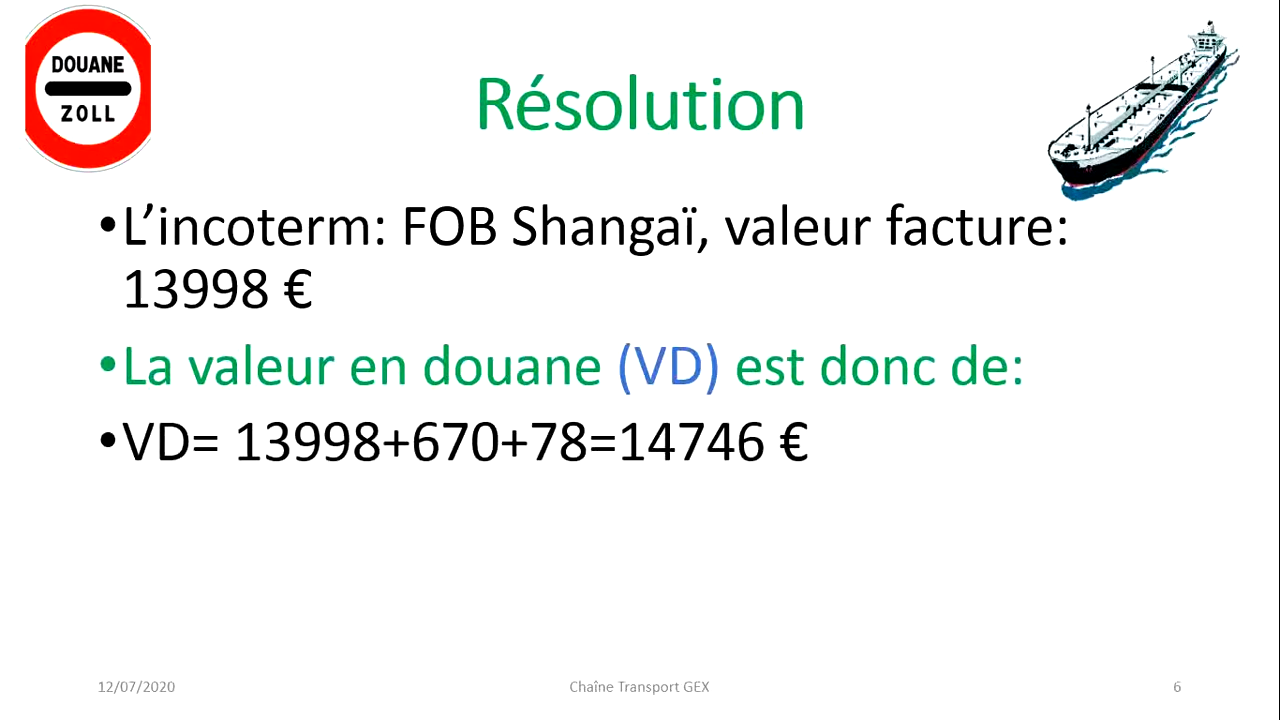 DOUANE
ZOLL
Résolution
•L’incoterm: FOB Shangaï, valeur facture:
13998 €
•La valeur en douane (VD) est donc de:
•VD= 13998+670+78=14746 €
12/07/2020
Chaîne Transport GEX
6